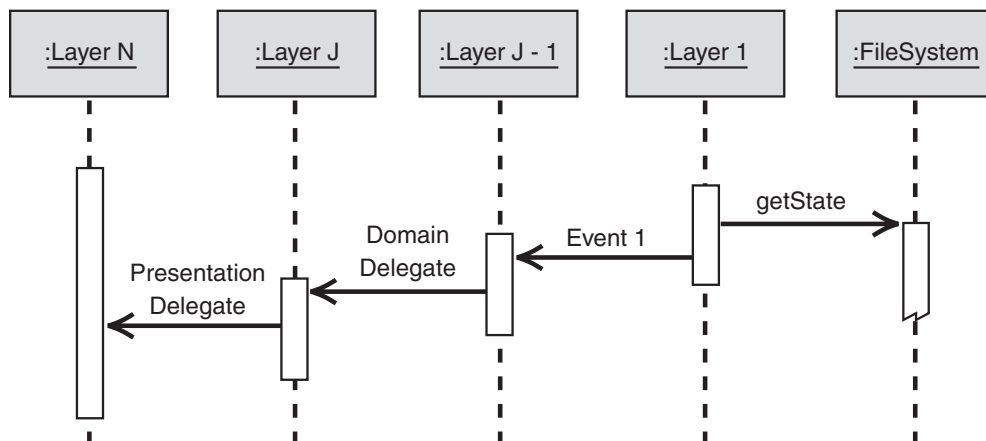 :Layer N
:Layer J
:Layer J - 1
:Layer 1
:FileSystem
getState
Event 1
Domain
Delegate
Presentation
Delegate